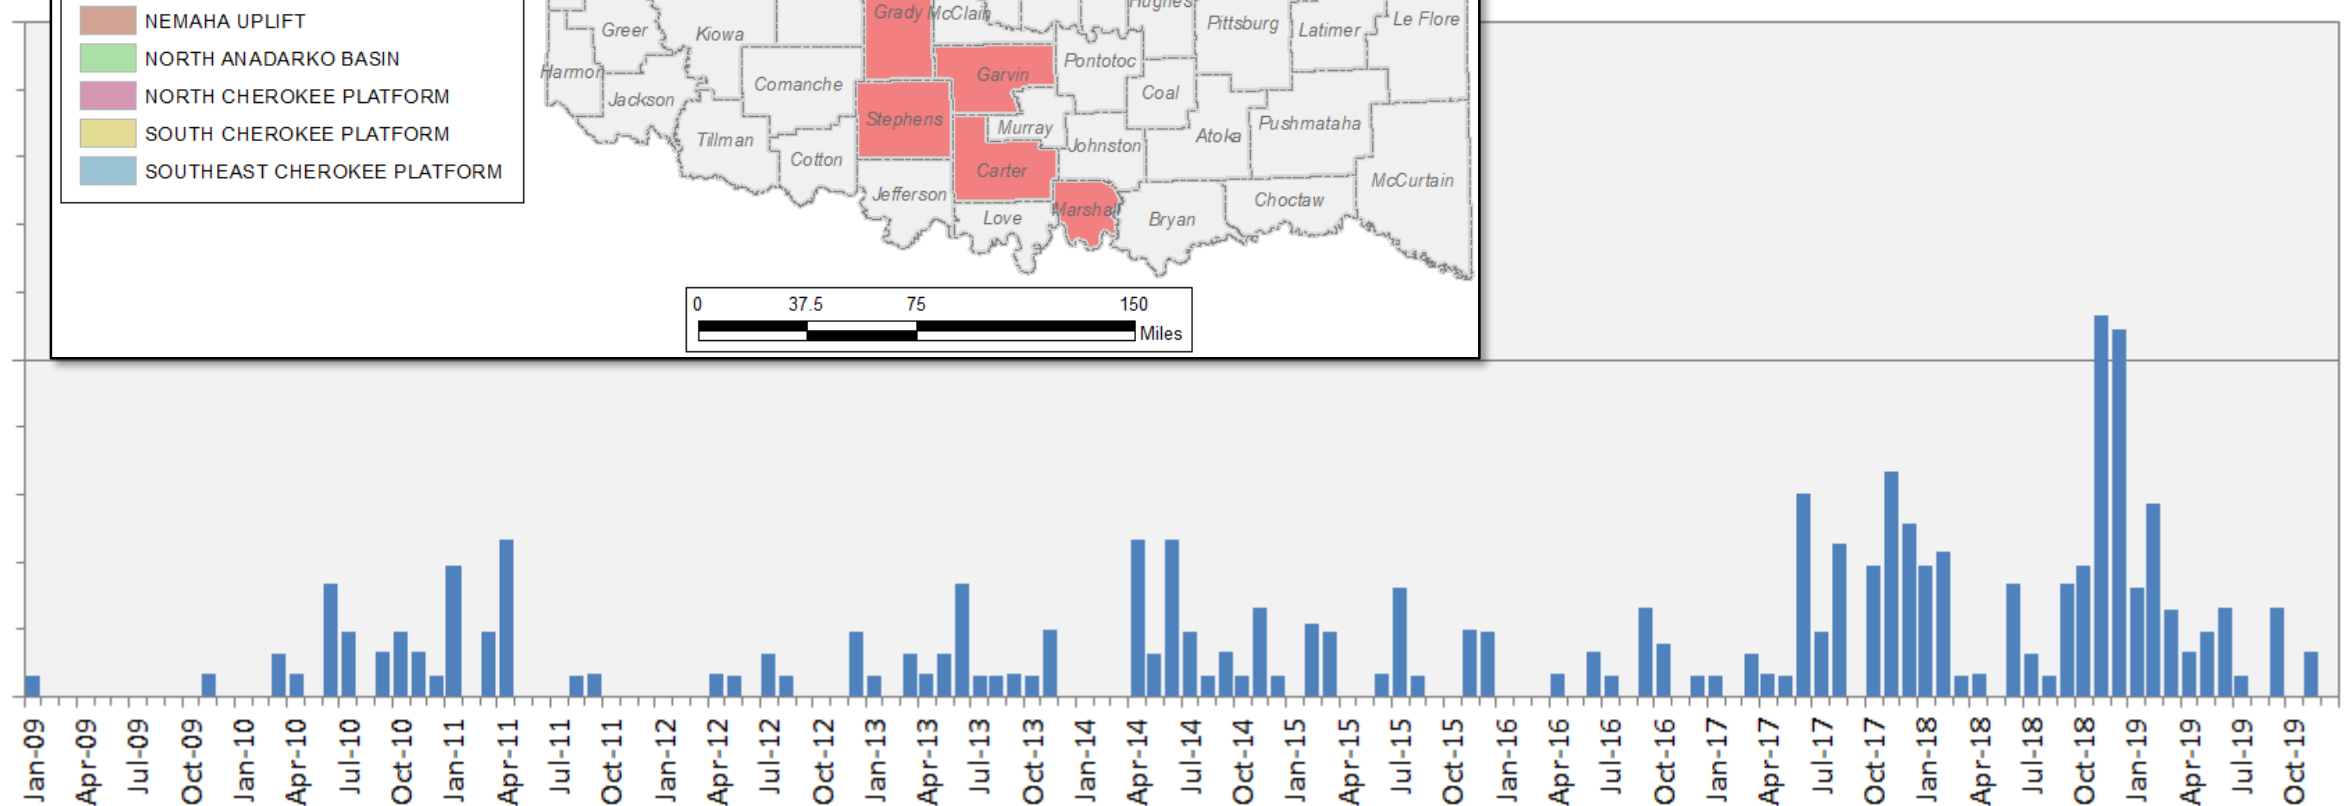 NEMAHA UPLIFT
NORTH ANADARKO BASIN
NORTH CHEROKEE PLATFORM
SOUTH CHEROKEE PLATFORM
SOUTHEAST CHEROKEE PLATFORM
Grady
McClain
Hughes
Pittsburg
Latimer
Le Flore
Greer
Kiowa
Harmon
Comanche
Garvin
Pontotoc
Jackson
Coal
Stephens
Murray
Atoka
Pushmataha
Tillman
Cotton
Johnston
Carter
McCurtain
Jefferson
Love
Marshall
Bryan
Choctaw
0 37.5 75 150
Miles
Jan-09
Apr-09
Jul-09
Oct-09
Jan-10
Apr-10
Jul-10
Oct-10
Jan-11
Apr-11
Jul-11
Oct-11
Jan-12
Apr-12
Jul-12
Oct-12
Jan-13
Apr-13
Jul-13
Oct-13
Jan-14
Apr-14
Jul-14
Oct-14
Jan-15
Apr-15
Jul-15
Oct-15
Jan-16
Apr-16
Jul-16
Oct-16
Jan-17
Apr-17
Jul-17
Oct-17
Jan-18
Apr-18
Jul-18
Oct-18
Jan-19
Apr-19
Jul-19
Oct-19